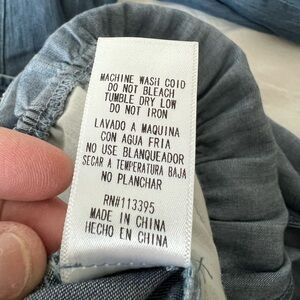 MACHINE WASH COLD
DO NOT BLEACH
TUMBLE DRY LOW
DO NOT IRON
LAVADO A MAQUINA
CON AGUA FRIA
NO USE BLANQUEADOR
SECAR A TEMPERATURA BAJA
NO PLANCHAR
RN#113395
MADE IN CHINA
HECHO EN CHINA